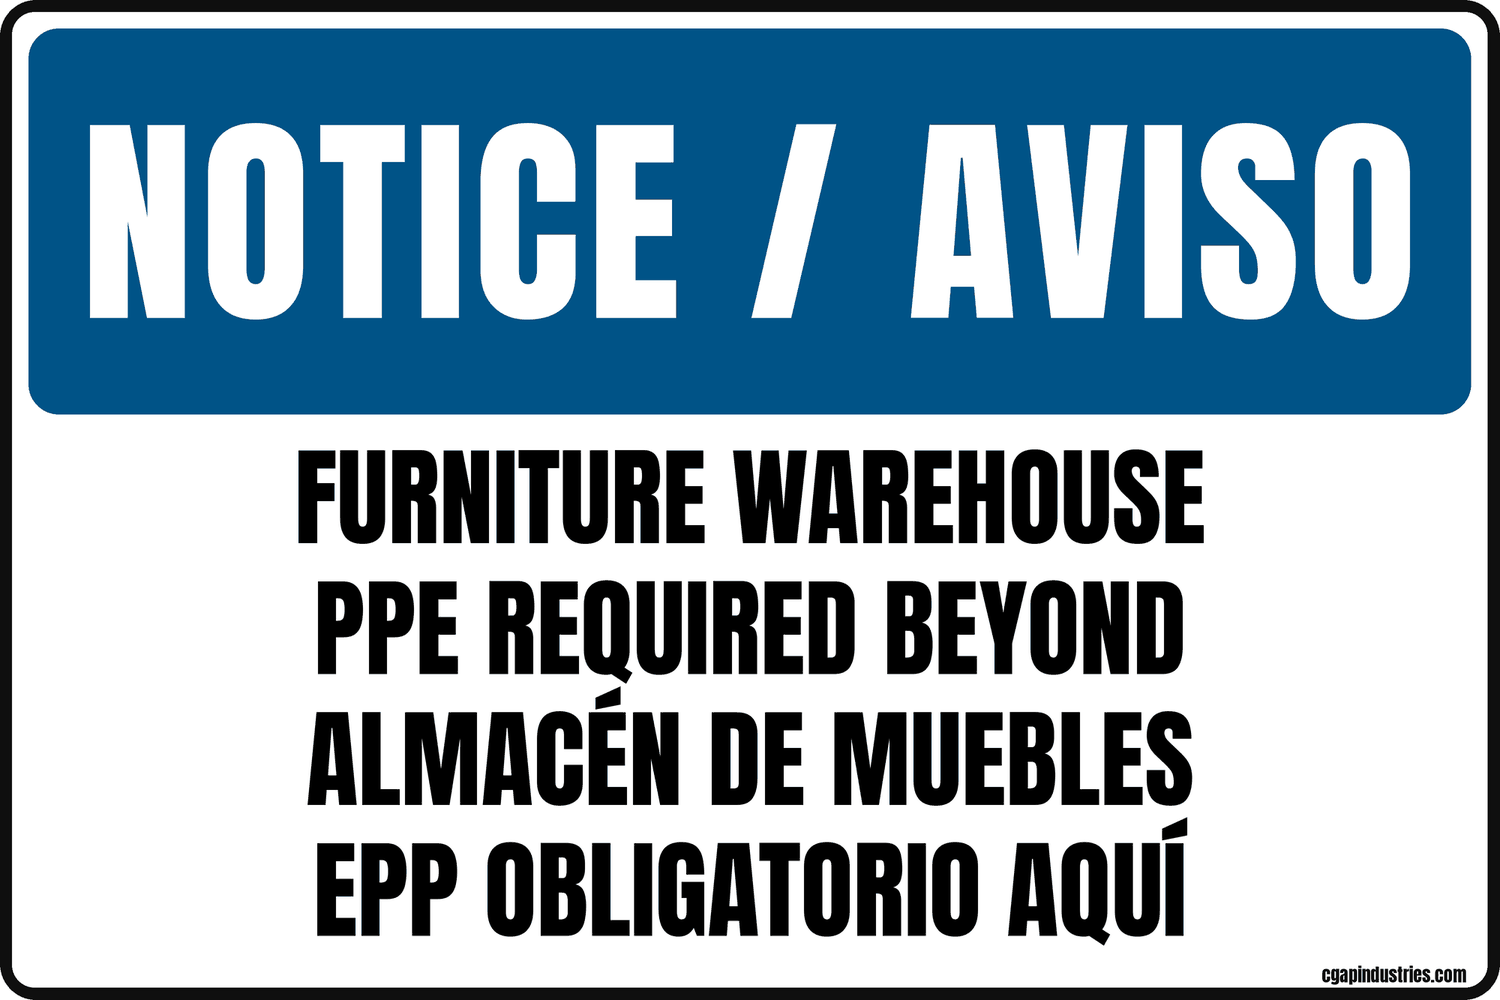 NOTICE / AVISO
FURNITURE WAREHOUSE
PPE REQUIRED BEYOND
ALMACÉN DE MUEBLES
EPP OBLIGATORIO AQUÍ
cgapindustries.com